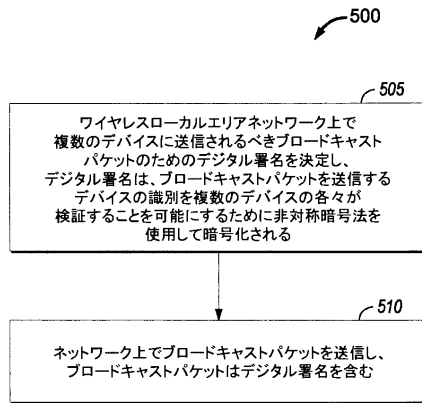 500
505
ワイヤレスローカルエリアネットワーク上で
複数のデバイスに送信されるべきブロードキャスト
パケットのためのデジタル署名を決定し、
デジタル署名は、ブロードキャストパケットを送信する
デバイスの識別を複数のデバイスの各々が
検証することを可能にするために非対称暗号法を
使用して暗号化される
510
ネットワーク上でブロードキャストパケットを送信し、
ブロードキャストパケットはデジタル署名を含む